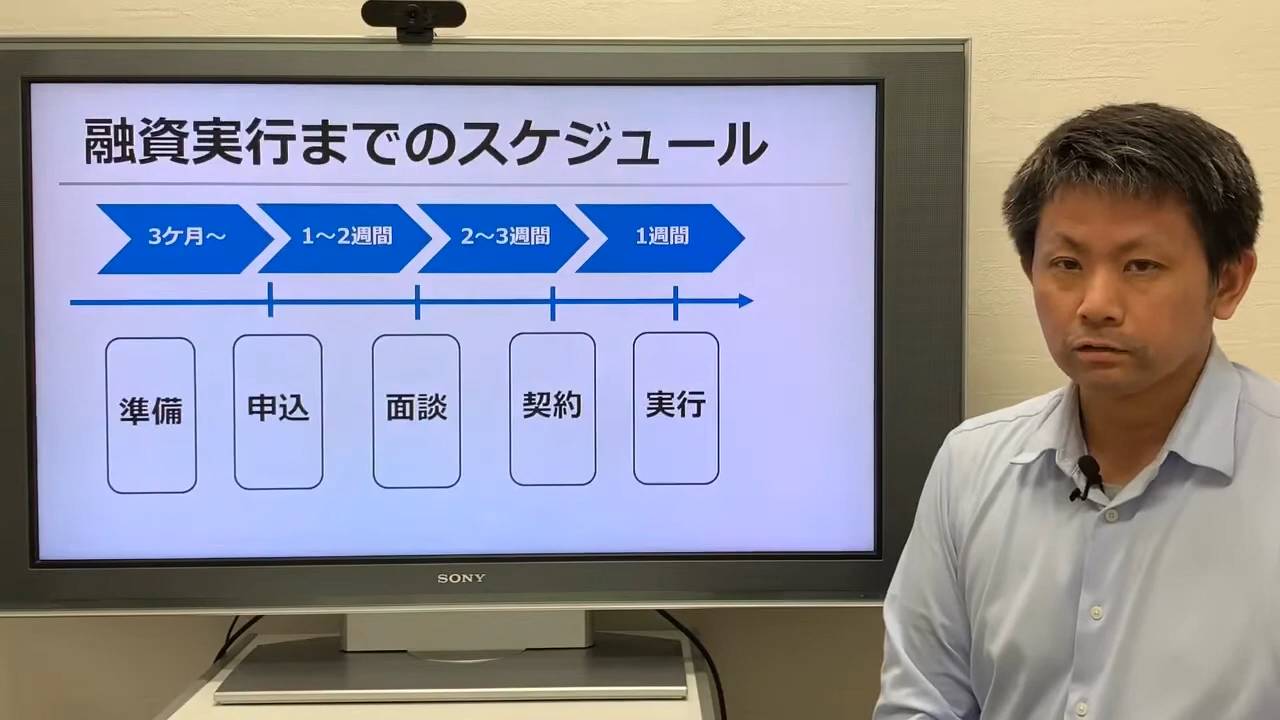 融資実行までのスケジュール
3ケ月～
1～2週間
2～3週間
1週間
準備
申込
面談
契約
実行
SONY